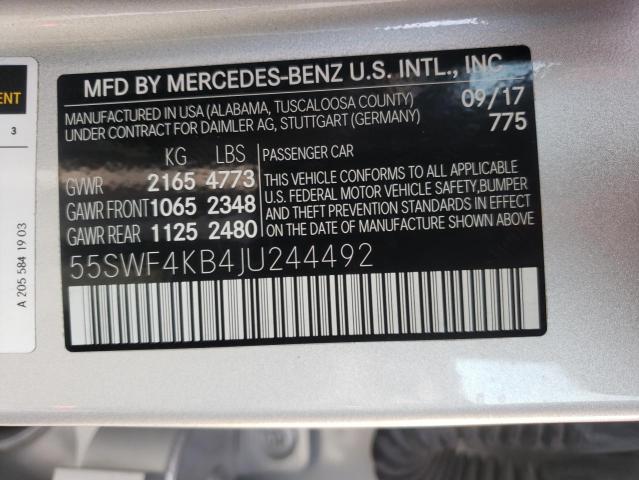 MFD BY MERCEDES-BENZ U.S. INTL., INC.
MANUFACTURED IN USA (ALABAMA, TUSCALOOSA COUNTY)
UNDER CONTRACT FOR DAIMLER AG, STUTTGART (GERMANY)
09/17
775
KG LBS
GVWR 2165 4773
GAWR FRONT 1065 2348
GAWR REAR 1125 2480
PASSENGER CAR
THIS VEHICLE CONFORMS TO ALL APPLICABLE
U.S. FEDERAL MOTOR VEHICLE SAFETY, BUMPER
AND THEFT PREVENTION STANDARDS IN EFFECT
ON THE DATE OF MANUFACTURE SHOWN ABOVE.
55SWF4KB4JU244492
3
A 205 584 19 03